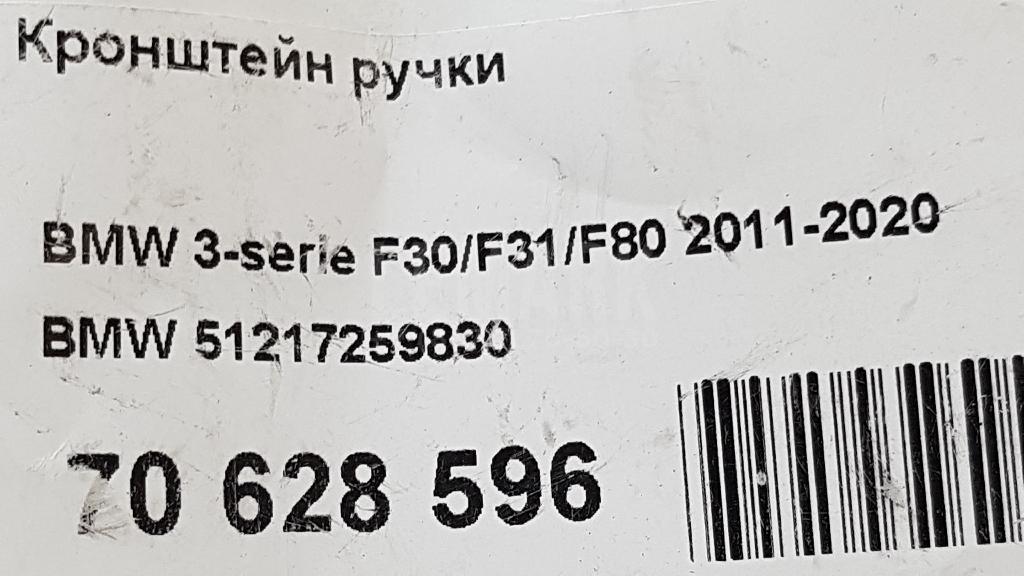 Кронштейн ручки
BMW 3-serie F30/F31/F80 2011-2020
BMW 51217259830
70 628 596